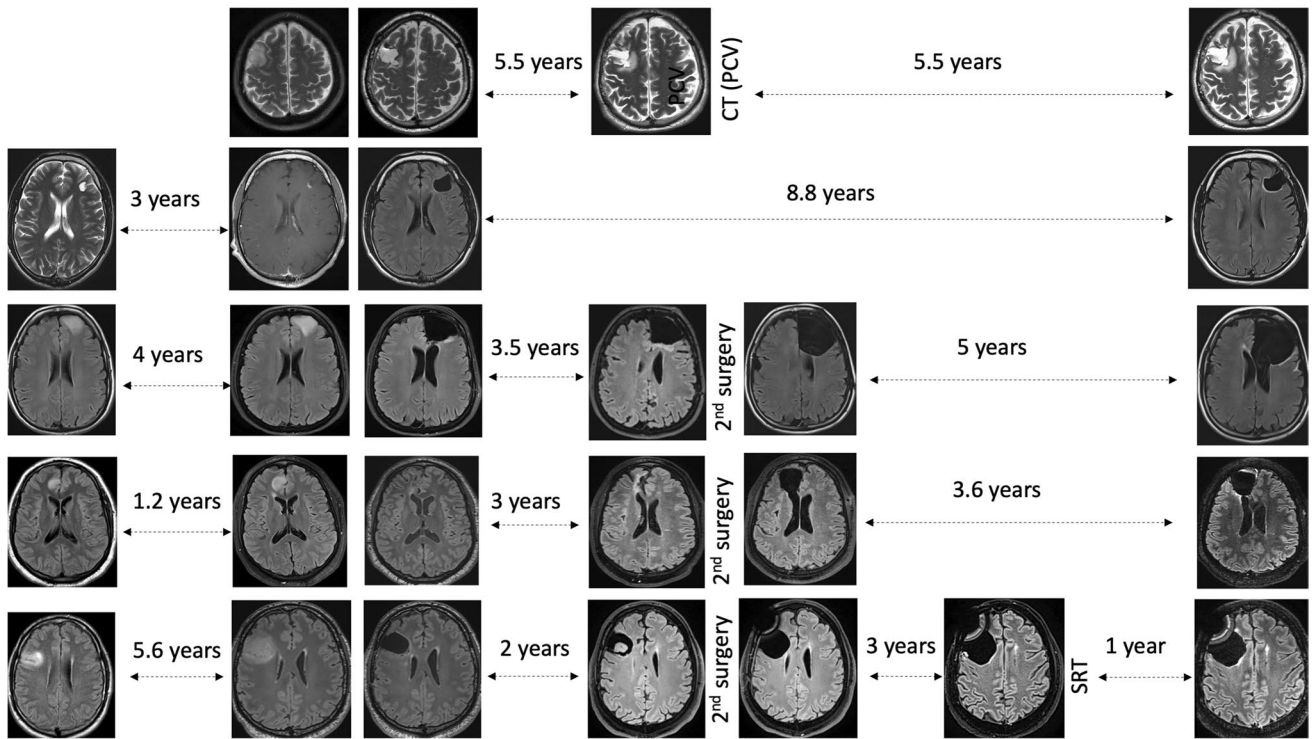 5.5 years
PCV
CT (PCV)
5.5 years
3 years
8.8 years
4 years
3.5 years
2nd surgery
5 years
1.2 years
3 years
2nd surgery
3.6 years
5.6 years
2 years
2nd surgery
3 years
SRT
1 year